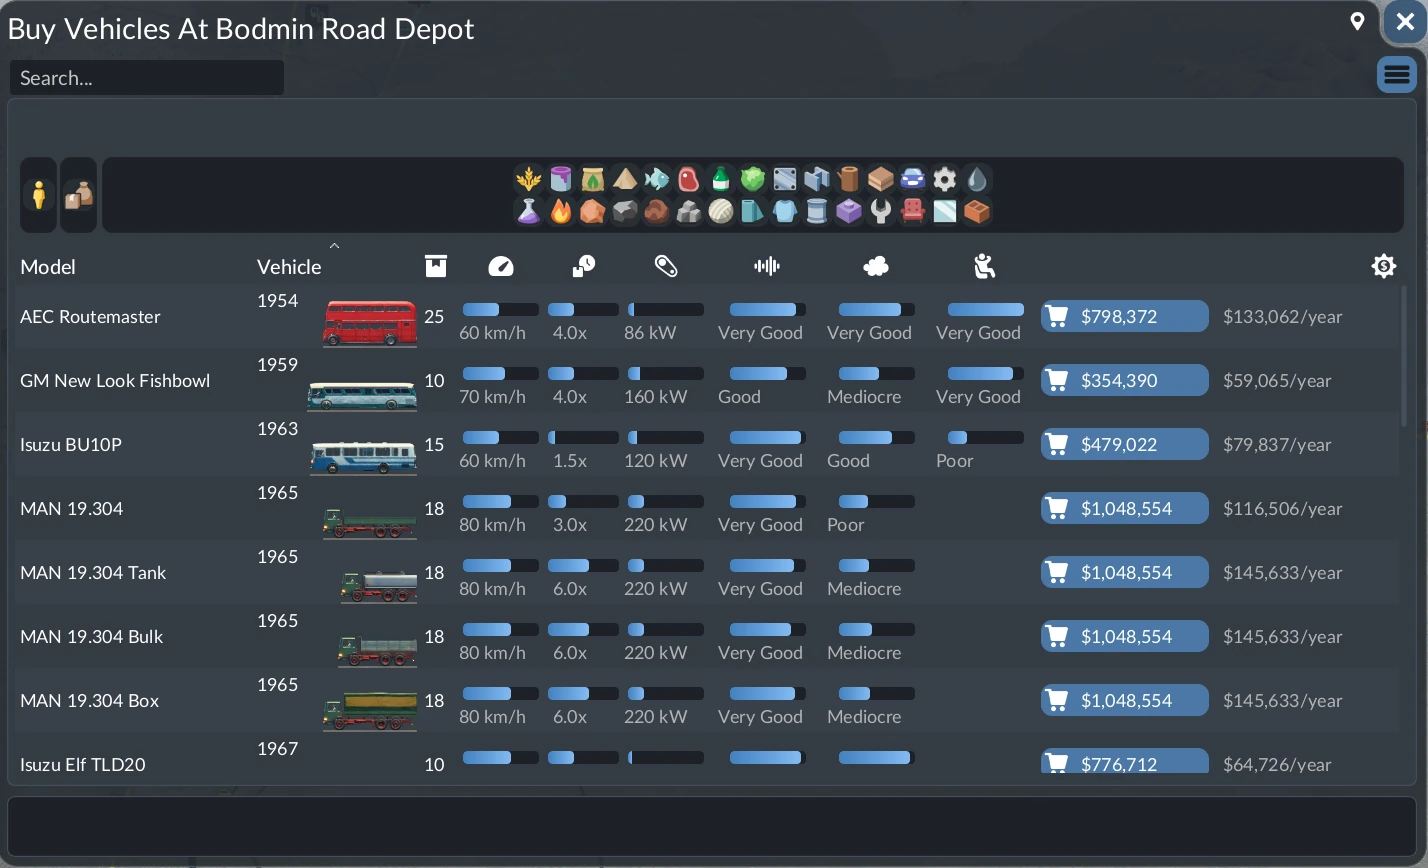 Buy Vehicles At Bodmin Road Depot
Search...
Model Vehicle
AEC Routemaster 1954 25 60 km/h 4.0x 86 kW Very Good Very Good Very Good $798,372 $133,062/year
GM New Look Fishbowl 1959 10 70 km/h 4.0x 160 kW Good Mediocre Very Good $354,390 $59,065/year
Isuzu BU10P 1963 15 60 km/h 1.5x 120 kW Very Good Good Poor $479,022 $79,837/year
MAN 19.304 1965 18 80 km/h 3.0x 220 kW Very Good Poor $1,048,554 $116,506/year
MAN 19.304 Tank 1965 18 80 km/h 6.0x 220 kW Very Good Mediocre $1,048,554 $145,633/year
MAN 19.304 Bulk 1965 18 80 km/h 6.0x 220 kW Very Good Mediocre $1,048,554 $145,633/year
MAN 19.304 Box 1965 18 80 km/h 6.0x 220 kW Very Good Mediocre $1,048,554 $145,633/year
Isuzu Elf TLD20 1967 10 $776,712 $64,726/year